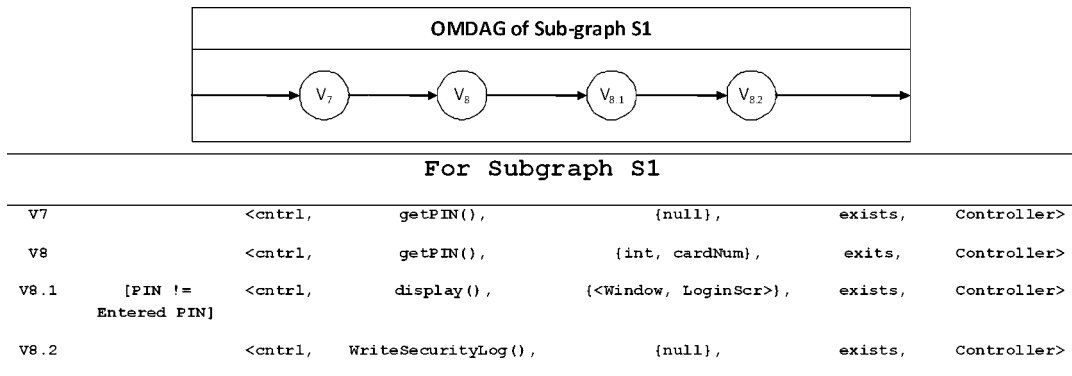 OMDAG of Sub-graph S1
V7 V8 V8.1 V8.2
For Subgraph S1
V7 <cntrl, getPIN(), {null}, exists, Controller>
V8 <cntrl, getPIN(), {int, cardNum}, exits, Controller>
V8.1 [PIN != <cntrl, display(), {<Window, LoginScr>}, exists, Controller>
Entered PIN]
V8.2 <cntrl, WriteSecurityLog(), {null}, exists, Controller>